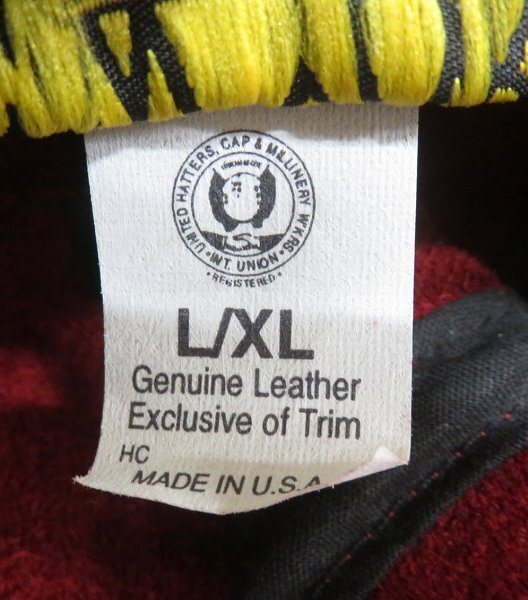 UNITED HATTERS, CAP & MILLINERY WKRS
• INT. UNION •
• REGISTERED •
L/XL
Genuine Leather
Exclusive of Trim
HC
MADE IN U.S.A.